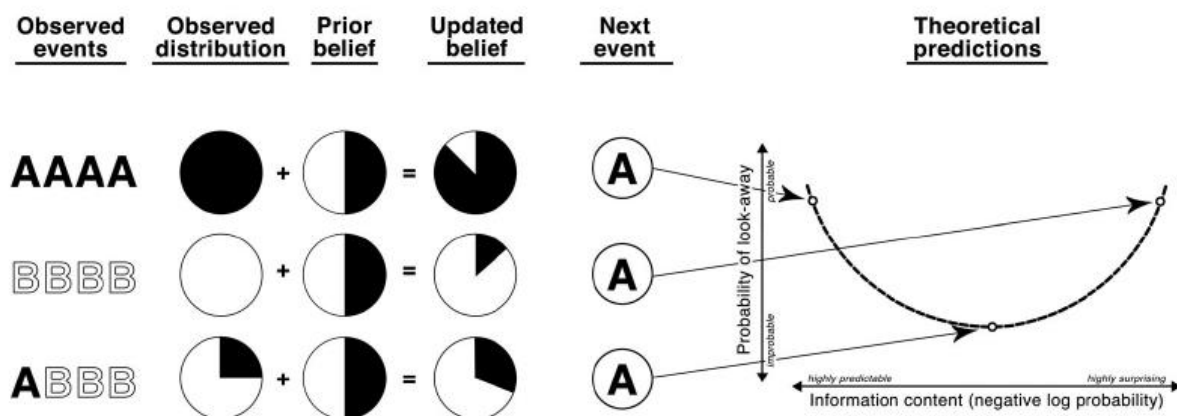 Observed events
Observed distribution
Prior belief
Updated belief
Next event
Theoretical predictions
AAAA
+
=
A
BBBB
+
=
A
ABBB
+
=
A
Probability of look-away
probable
improbable
highly predictable
highly surprising
Information content (negative log probability)